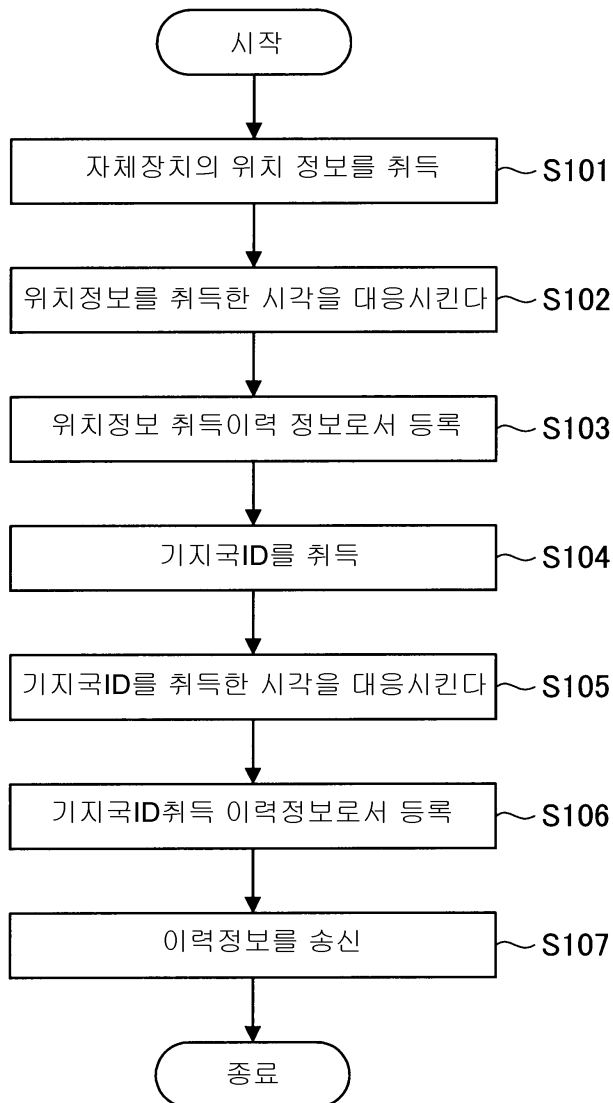 시작
자체장치의 위치 정보를 취득
S101
위치정보를 취득한 시각을 대응시킨다
S102
위치정보 취득이력 정보로서 등록
S103
기지국ID를 취득
S104
기지국ID를 취득한 시각을 대응시킨다
S105
기지국ID취득 이력정보로서 등록
S106
이력정보를 송신
S107
종료